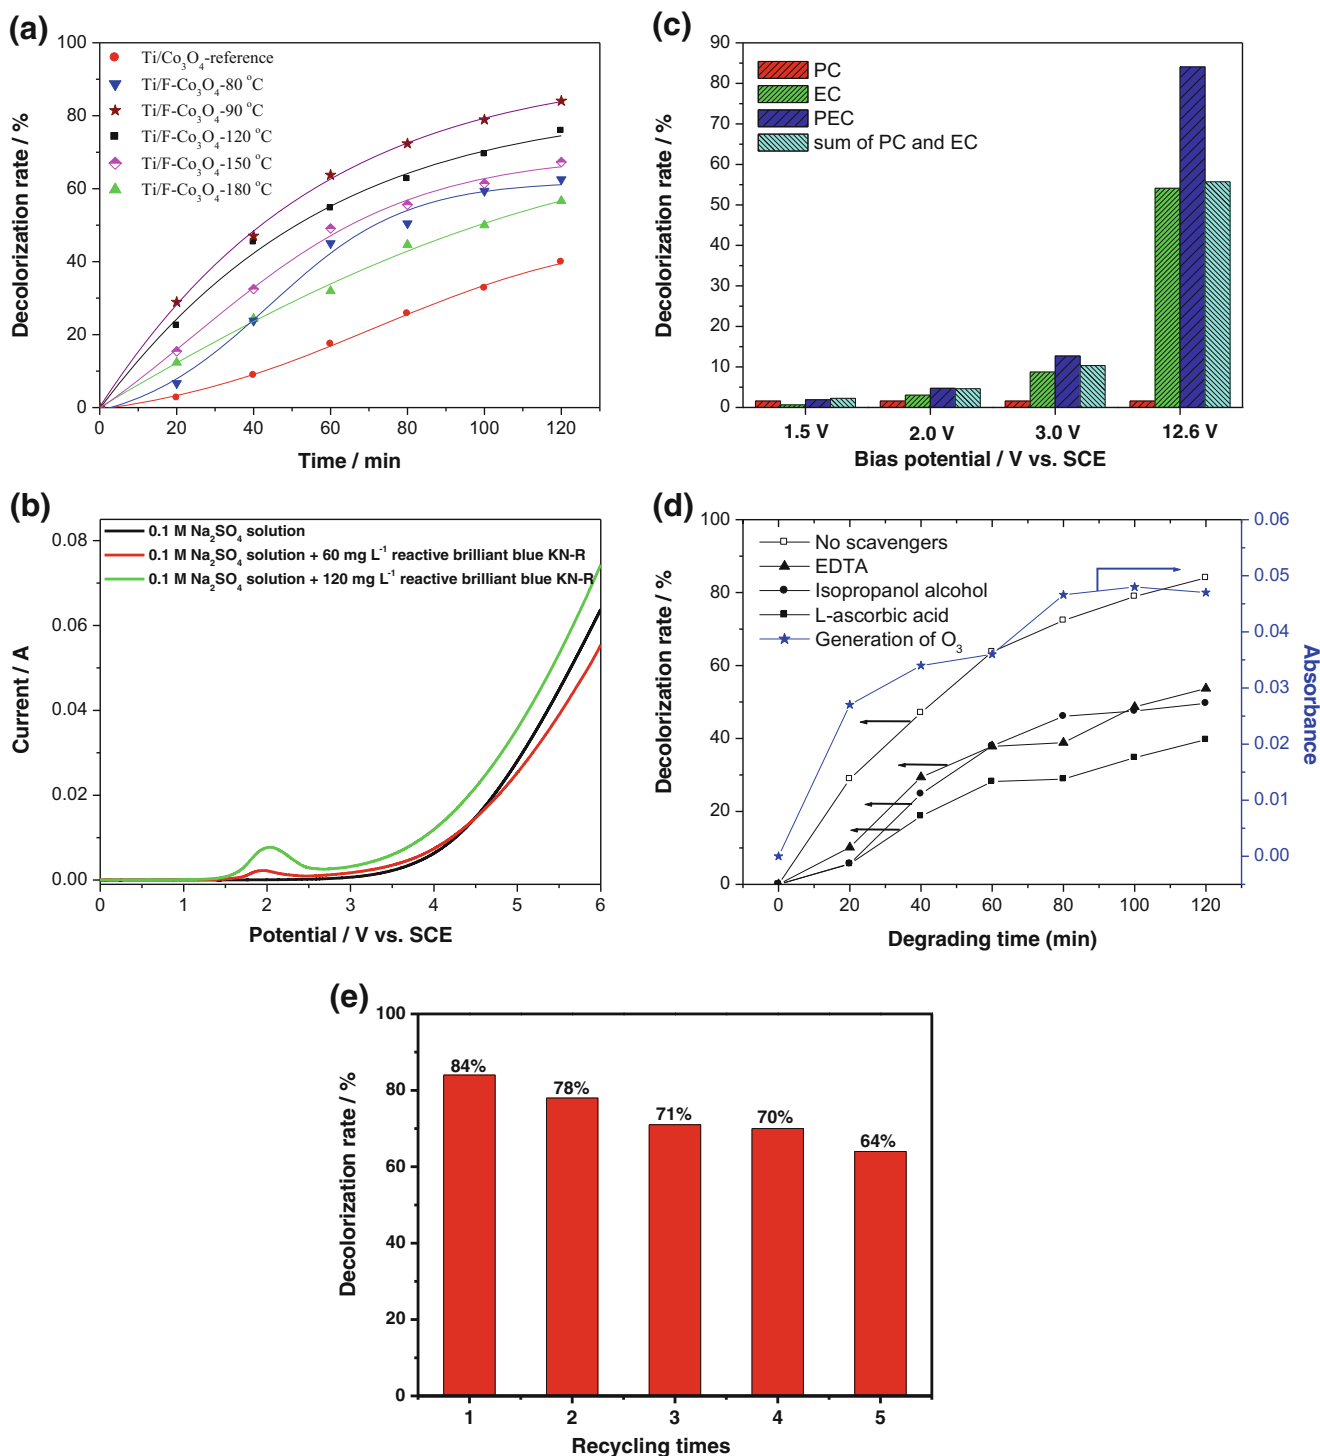 (a)
100
80
60
40
20
0
Decolorization rate / %
Ti/Co₃O₄-reference
Ti/F-Co₃O₄-80 °C
Ti/F-Co₃O₄-90 °C
Ti/F-Co₃O₄-120 °C
Ti/F-Co₃O₄-150 °C
Ti/F-Co₃O₄-180 °C
20 40 60 80 100 120
Time / min
(c)
90
80
70
60
50
40
30
20
10
0
Decolorization rate / %
PC
EC
PEC
sum of PC and EC
1.5 V 2.0 V 3.0 V 12.6 V
Bias potential / V vs. SCE
(b)
0.08
0.06
0.04
0.02
0.00
Current / A
0.1 M Na₂SO₄ solution
0.1 M Na₂SO₄ solution + 60 mg L⁻¹ reactive brilliant blue KN-R
0.1 M Na₂SO₄ solution + 120 mg L⁻¹ reactive brilliant blue KN-R
0 1 2 3 4 5 6
Potential / V vs. SCE
(d)
100
80
60
40
20
0
Decolorization rate / %
No scavengers
EDTA
Isopropanol alcohol
L-ascorbic acid
Generation of O₃
0.06
0.05
0.04
0.03
0.02
0.01
0.00
Absorbance
0 20 40 60 80 100 120
Degrading time (min)
(e)
100
80
60
40
20
0
Decolorization rate / %
84%
78%
71%
70%
64%
1 2 3 4 5
Recycling times